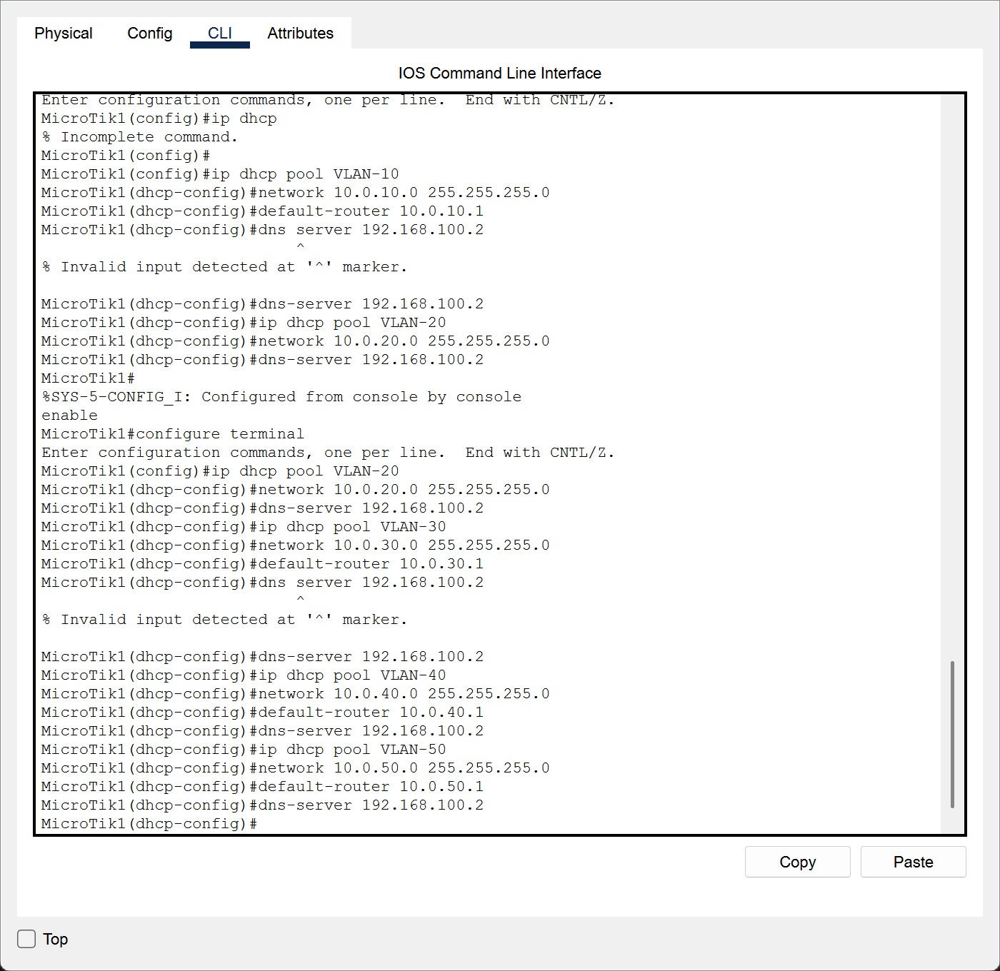 Physical Config CLI Attributes
IOS Command Line Interface
Enter configuration commands, one per line.  End with CNTL/Z.
MicroTik1(config)#ip dhcp
% Incomplete command.
MicroTik1(config)#
MicroTik1(config)#ip dhcp pool VLAN-10
MicroTik1(dhcp-config)#network 10.0.10.0 255.255.255.0
MicroTik1(dhcp-config)#default-router 10.0.10.1
MicroTik1(dhcp-config)#dns server 192.168.100.2
^
% Invalid input detected at '^' marker.
MicroTik1(dhcp-config)#dns-server 192.168.100.2
MicroTik1(dhcp-config)#ip dhcp pool VLAN-20
MicroTik1(dhcp-config)#network 10.0.20.0 255.255.255.0
MicroTik1(dhcp-config)#dns-server 192.168.100.2
MicroTik1#
%SYS-5-CONFIG_I: Configured from console by console
enable
MicroTik1#configure terminal
Enter configuration commands, one per line.  End with CNTL/Z.
MicroTik1(config)#ip dhcp pool VLAN-20
MicroTik1(dhcp-config)#network 10.0.20.0 255.255.255.0
MicroTik1(dhcp-config)#dns-server 192.168.100.2
MicroTik1(dhcp-config)#ip dhcp pool VLAN-30
MicroTik1(dhcp-config)#network 10.0.30.0 255.255.255.0
MicroTik1(dhcp-config)#default-router 10.0.30.1
MicroTik1(dhcp-config)#dns server 192.168.100.2
^
% Invalid input detected at '^' marker.
MicroTik1(dhcp-config)#dns-server 192.168.100.2
MicroTik1(dhcp-config)#ip dhcp pool VLAN-40
MicroTik1(dhcp-config)#network 10.0.40.0 255.255.255.0
MicroTik1(dhcp-config)#default-router 10.0.40.1
MicroTik1(dhcp-config)#dns-server 192.168.100.2
MicroTik1(dhcp-config)#ip dhcp pool VLAN-50
MicroTik1(dhcp-config)#network 10.0.50.0 255.255.255.0
MicroTik1(dhcp-config)#default-router 10.0.50.1
MicroTik1(dhcp-config)#dns-server 192.168.100.2
MicroTik1(dhcp-config)#
Copy Paste
Top